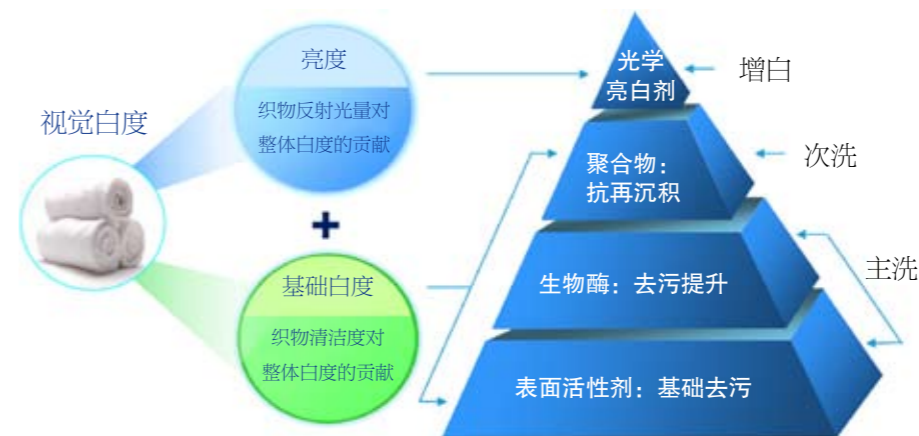 视觉白度
亮度
织物反射光量对
整体白度的贡献
+
基础白度
织物清洁度对
整体白度的贡献
光学
亮白剂
增白
聚合物：
抗再沉积
次洗
生物酶：去污提升
主洗
表面活性剂：基础去污